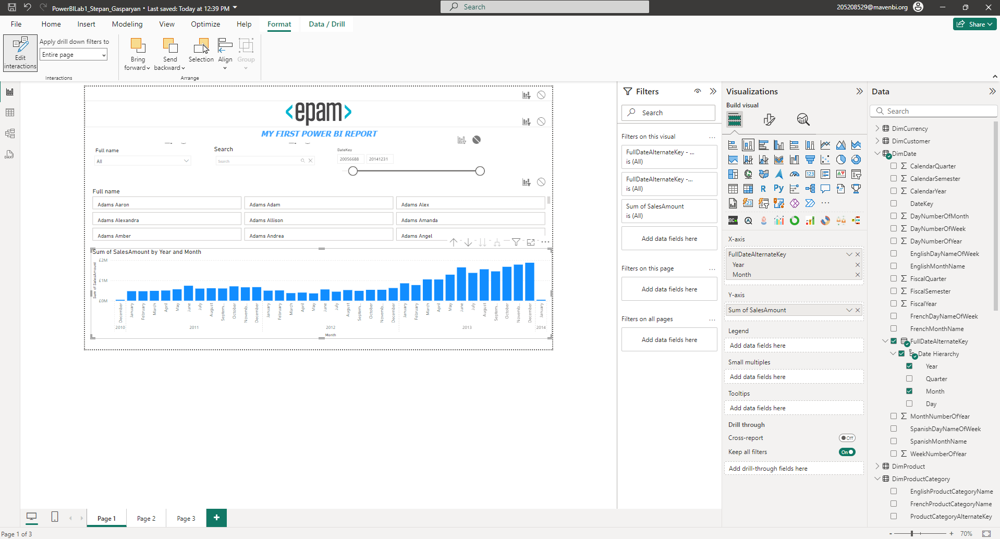 PowerBILab1_Stepan_Gasparyan • Last saved: Today at 12:39 PM
Search
205208529@mavenbi.org
File Home Insert Modeling View Optimize Help Format Data / Drill
Share
Edit interactions
Apply drill down filters to
Entire page
Interactions
Bring forward
Send backward
Selection
Align
Group
Arrange
<epam>
MY FIRST POWER BI REPORT
Full name
All
Search
Search
DateKey
20056688 20141231
Full name
Adams Aaron Adams Adam Adams Alex
Adams Alexandra Adams Allison Adams Amanda
Adams Amber Adams Andrea Adams Angel
Sum of SalesAmount by Year and Month
Sum of SalesAmount
£2M
£1M
£0M
December January February March April May June July August Septem... October Novemb... December January February March April May June July August Septem... October Novemb... December January February March April May June July August Septem... October Novemb... December January
2010 2011 2012 2013 2014
Month
Filters
Search
Filters on this visual ...
FullDateAlternateKey - ...
is (All)
FullDateAlternateKey -...
is (All)
Sum of SalesAmount
is (All)
Add data fields here
Filters on this page ...
Add data fields here
Filters on all pages ...
Add data fields here
Visualizations
Build visual
123
R
Py
123
...
ABC
X-axis
FullDateAlternateKey
Year
Month
Y-axis
Sum of SalesAmount
Legend
Add data fields here
Small multiples
Add data fields here
Tooltips
Add data fields here
Drill through
Cross-report Off
Keep all filters On
Add drill-through fields here
Data
Search
DimCurrency
DimCustomer
DimDate
CalendarQuarter
CalendarSemester
CalendarYear
DateKey
DayNumberOfMonth
DayNumberOfWeek
DayNumberOfYear
EnglishDayNameOfWeek
EnglishMonthName
FiscalQuarter
FiscalSemester
FiscalYear
FrenchDayNameOfWeek
FrenchMonthName
FullDateAlternateKey
Date Hierarchy
Year
Quarter
Month
Day
MonthNumberOfYear
SpanishDayNameOfWeek
SpanishMonthName
WeekNumberOfYear
DimProduct
DimProductCategory
EnglishProductCategoryName
FrenchProductCategoryName
ProductCategoryAlternateKey
DAX
Page 1 Page 2 Page 3 +
Page 1 of 3
- + 70%